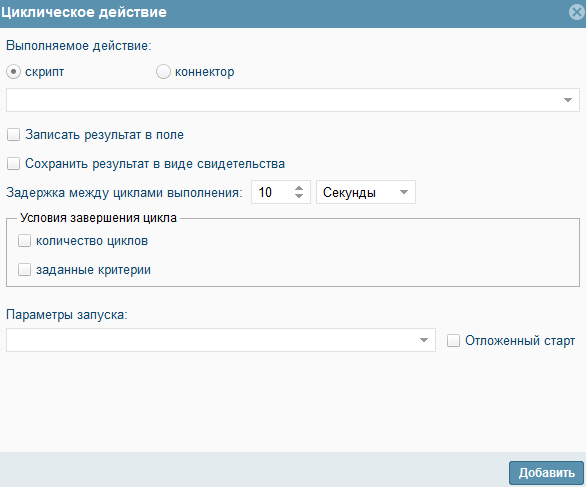 Циклическое действие
Выполняемое действие:
скрипт коннектор
Записать результат в поле
Сохранить результат в виде свидетельства
Задержка между циклами выполнения: 10 Секунды
Условия завершения цикла
количество циклов
заданные критерии
Параметры запуска:
Отложенный старт
Добавить